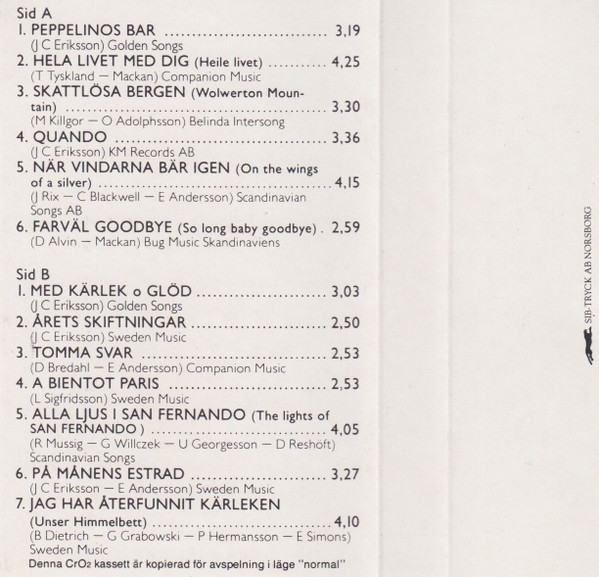 Sid A
1. PEPPELINOS BAR .............................. 3,19
(J C Eriksson) Golden Songs
2. HELA LIVET MED DIG (Heile livet) ........... 4,25
(T Tyskland – Mackan) Companion Music
3. SKATTLÖSA BERGEN (Wolwerton Moun-
tain) .............................................. 3,30
(M Killgor – O Adolphsson) Belinda Intersong
4. QUANDO ..................................... 3,36
(J C Eriksson) KM Records AB
5. NÄR VINDARNA BÄR IGEN (On the wings
of a silver) ........................................ 4,15
(J Rix – C Blackwell – E Andersson) Scandinavian
Songs AB
6. FARVÄL GOODBYE (So long baby goodbye) . 2,59
(D Alvin – Mackan) Bug Music Skandinaviens
Sid B
1. MED KÄRLEK o GLÖD ....................... 3,03
(J C Eriksson) Golden Songs
2. ÅRETS SKIFTNINGAR ........................ 2,50
(J C Eriksson) Sweden Music
3. TOMMA SVAR ................................ 2,53
(D Bredahl – E Andersson) Companion Music
4. A BIENTOT PARIS ............................ 2,53
(L Sigfridsson) Sweden Music
5. ALLA LJUS I SAN FERNANDO (The lights of
SAN FERNANDO ) ............................... 4,05
(R Mussig – G Willczek – U Georgesson – D Reshöft)
Scandinavian Songs
6. PÅ MÅNENS ESTRAD ......................... 3,27
(J C Eriksson – E Andersson) Sweden Music
7. JAG HAR ÅTERFUNNIT KÄRLEKEN
(Unser Himmelbett) ................................ 4,10
(B Dietrich – G Grabowski – P Hermansson – E Simons)
Sweden Music
Denna CrO2 kassett är kopierad för avspelning i läge "normal"
SIB-TRYCK AB NORSBORG